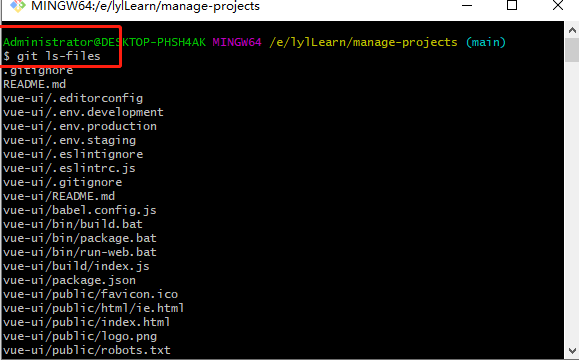 MINGW64:/e/lylLearn/manage-projects
Administrator@DESKTOP-PHSH4AK MINGW64 /e/lylLearn/manage-projects (main)
$ git ls-files
.gitignore
README.md
vue-ui/.editorconfig
vue-ui/.env.development
vue-ui/.env.production
vue-ui/.env.staging
vue-ui/.eslintignore
vue-ui/.eslintrc.js
vue-ui/.gitignore
vue-ui/README.md
vue-ui/babel.config.js
vue-ui/bin/build.bat
vue-ui/bin/package.bat
vue-ui/bin/run-web.bat
vue-ui/build/index.js
vue-ui/package.json
vue-ui/public/favicon.ico
vue-ui/public/html/ie.html
vue-ui/public/index.html
vue-ui/public/logo.png
vue-ui/public/robots.txt